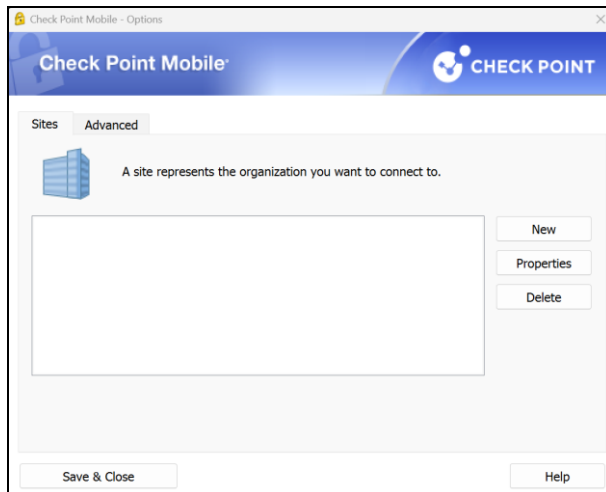 Check Point Mobile - Options
Check Point Mobile
CHECK POINT
Sites
Advanced
A site represents the organization you want to connect to.
New
Properties
Delete
Save & Close
Help